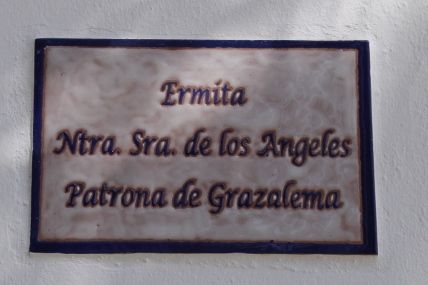 Ermita
Ntra. Sra. de los Angeles
Patrona de Grazalema